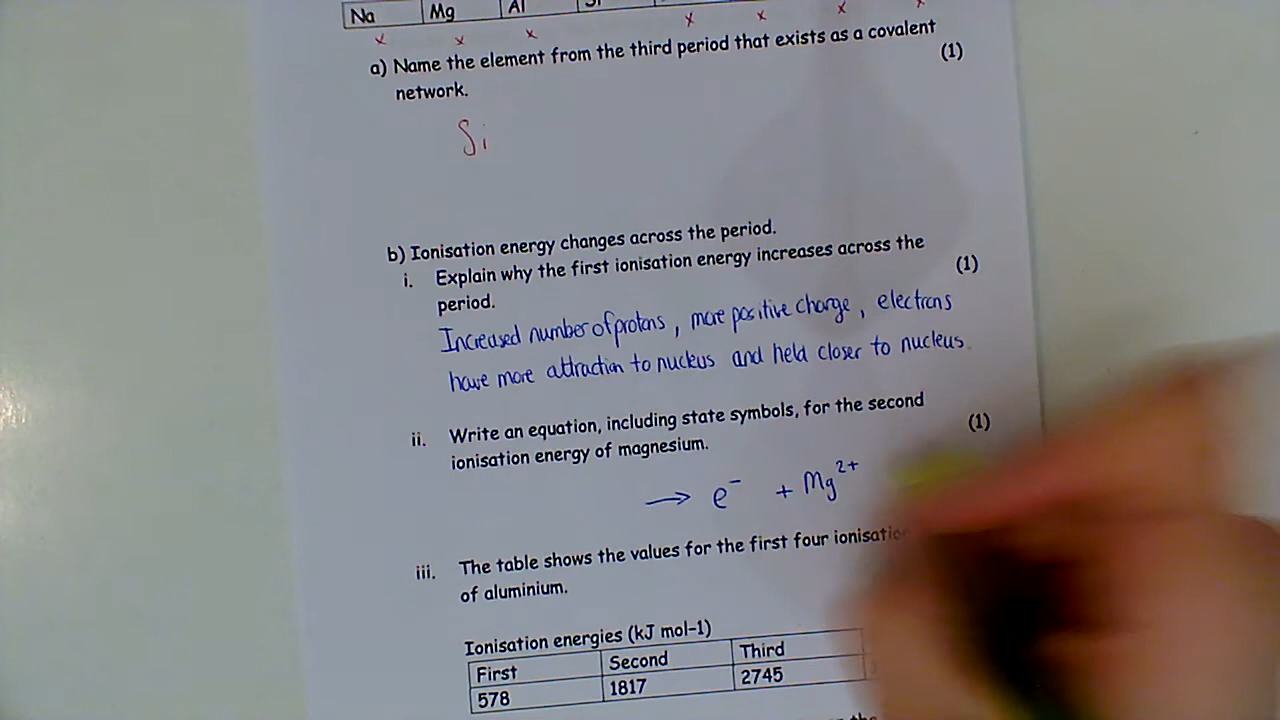 Na Mg Al Si
x x x x x x x
a) Name the element from the third period that exists as a covalent
network.
(1)
Si
b) Ionisation energy changes across the period.
i. Explain why the first ionisation energy increases across the
period.
(1)
Increased number of protons, more positive charge, electrons
have more attraction to nucleus and held closer to nucleus.
ii. Write an equation, including state symbols, for the second
ionisation energy of magnesium.
(1)
→ e⁻ + Mg²⁺
iii. The table shows the values for the first four
of aluminium.
Ionisation energies (kJ mol-1)
First Second Third
578 1817 2745
the